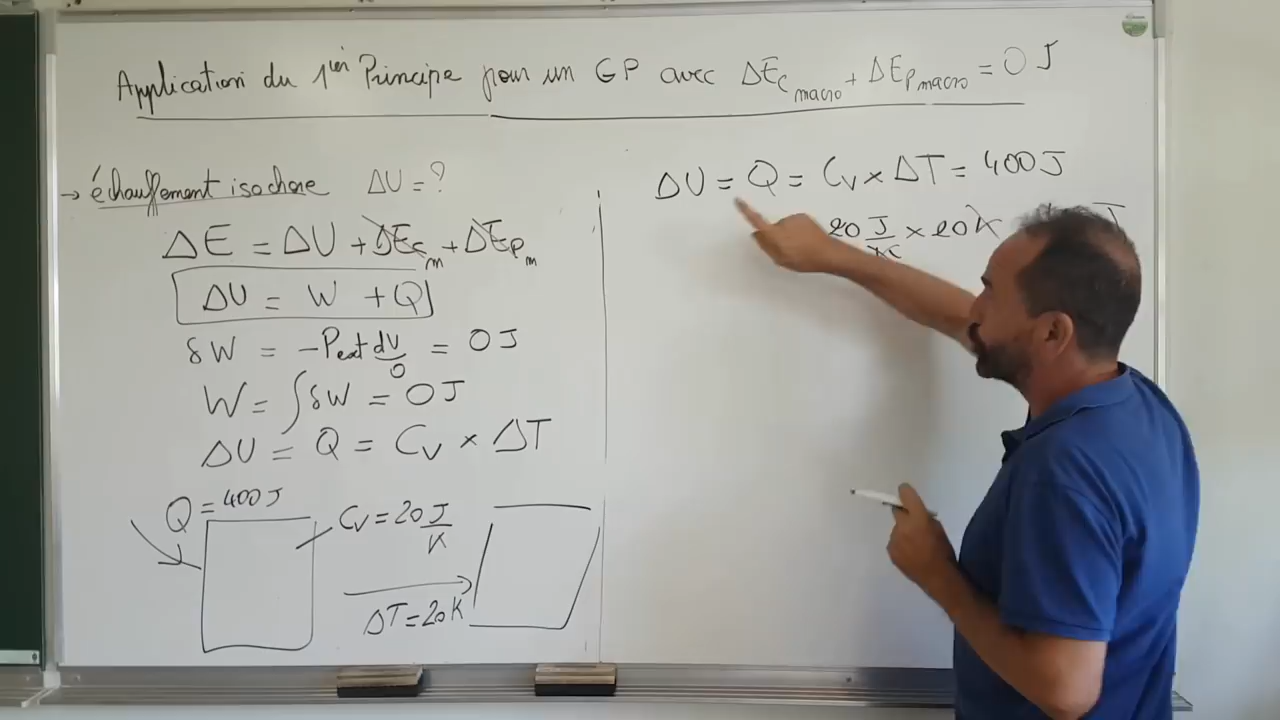 Application du 1er Principe pour un GP avec ΔEc macro + ΔEp macro = 0 J
→ échauffement isochore ΔU = ?
ΔE = ΔU + ΔEc m + ΔEp m
ΔU = W + Q
δW = -Pext dV = 0 J
0
W = ∫δW = 0 J
ΔU = Q = Cv × ΔT
Q = 400 J
Cv = 20 J/K
ΔT = 20K
ΔU = Q = Cv × ΔT = 400 J
20 J/K × 20K J